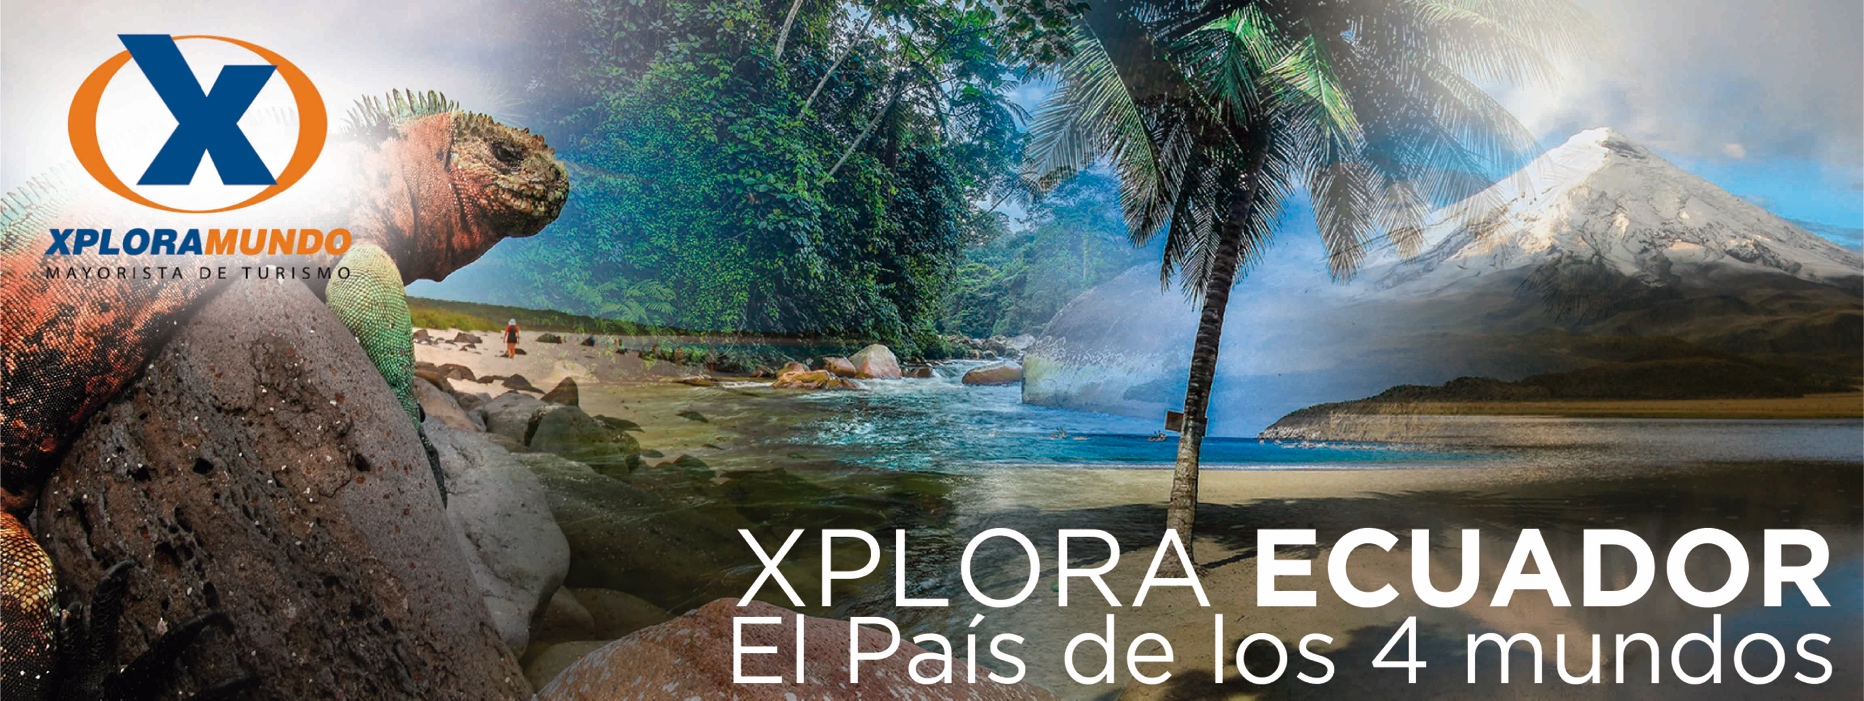 X
XPLORAMUNDO
MAYORISTA DE TURISMO
XPLORA ECUADOR
El País de los 4 mundos